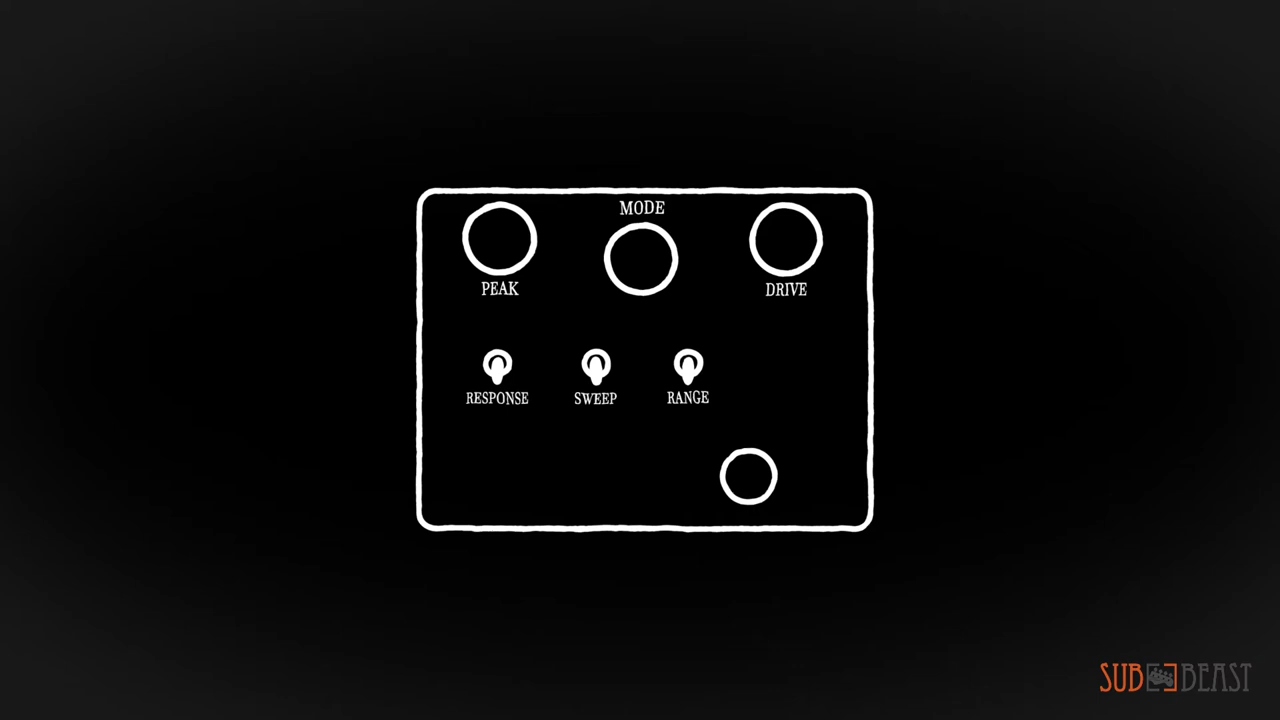 MODE
PEAK
DRIVE
RESPONSE
SWEEP
RANGE
SUB BEAST